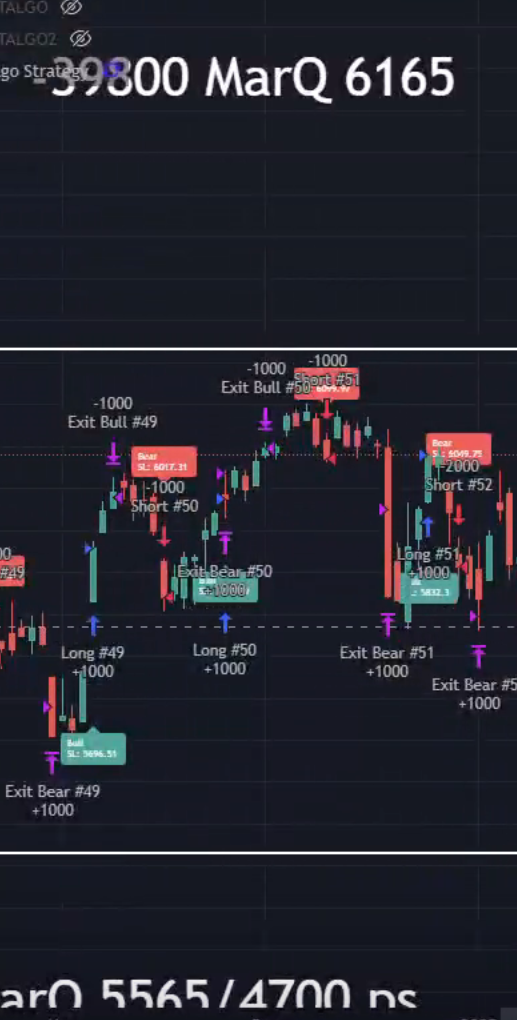 TALGO
TALGO2
go Strategy
-39800 MarQ 6165
-1000
-1000
Exit Bull #50
Short #51
-1000
Exit Bull #49
Bear
SL: 6017.31
-1000
Short #50
Bear
SL: 6049.75
-2000
Short #52
#49
Exit Bear #50
+1000
Long #51
+1000
.: 5832.3
Long #49
+1000
Long #50
+1000
Exit Bear #51
+1000
Exit Bear #5
+1000
Bull
SL: 5696.51
Exit Bear #49
+1000
arQ 5565/4700 ps